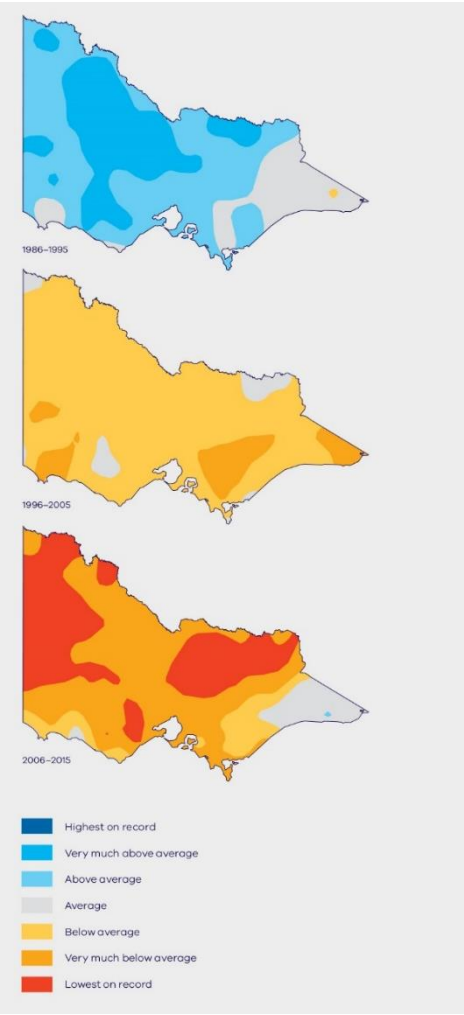 1986–1995
1996–2005
2006–2015
Highest on record
Very much above average
Above average
Average
Below average
Very much below average
Lowest on record